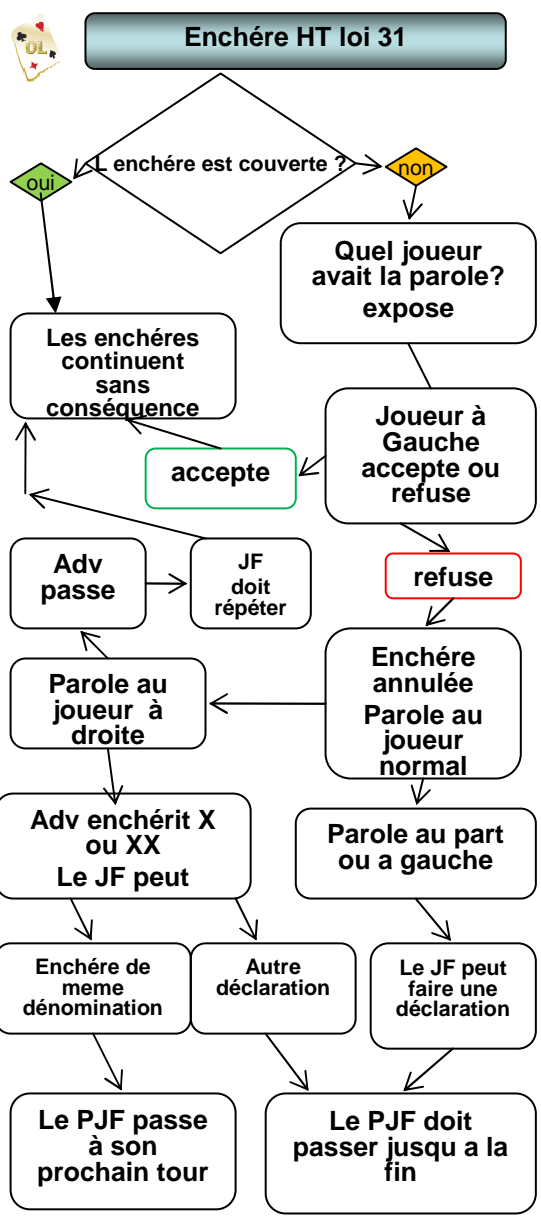 OL
Enchére HT loi 31
L enchére est couverte ?
oui
non
Quel joueur
avait la parole?
expose
Les enchéres
continuent
sans
conséquence
Joueur à
Gauche
accepte ou
refuse
accepte
refuse
Adv
passe
JF
doit
répéter
Enchére
annulée
Parole au
joueur
normal
Parole au
joueur à
droite
Adv enchérit X
ou XX
Le JF peut
Parole au part
ou a gauche
Enchére de
meme
dénomination
Autre
déclaration
Le JF peut
faire une
déclaration
Le PJF passe
à son
prochain tour
Le PJF doit
passer jusqu a la
fin